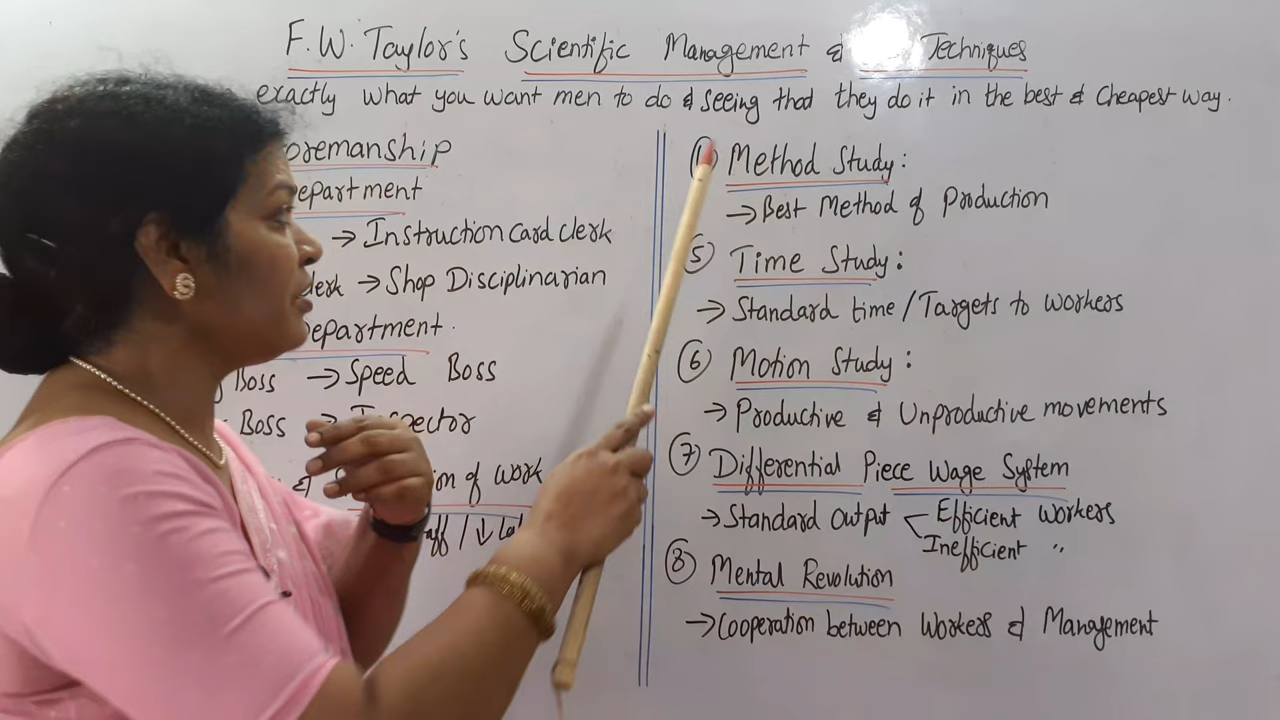 F.W. Taylor's Scientific Management & Techniques
exactly what you want men to do & seeing that they do it in the best & cheapest way.
oremanship
epartment
→ Instruction card clerk
lerk → Shop Disciplinarian
epartment.
Boss → Speed Boss
Boss → Inspector
& on of work
aff / ↓
Method Study:
→ Best Method of Production
⑤ Time Study:
→ Standard time / Targets to workers
⑥ Motion Study:
→ Productive & Unproductive movements
⑦ Differential Piece Wage System
→ Standard Output Efficient workers
Inefficient "
⑧ Mental Revolution
→ Cooperation between Workers & Management